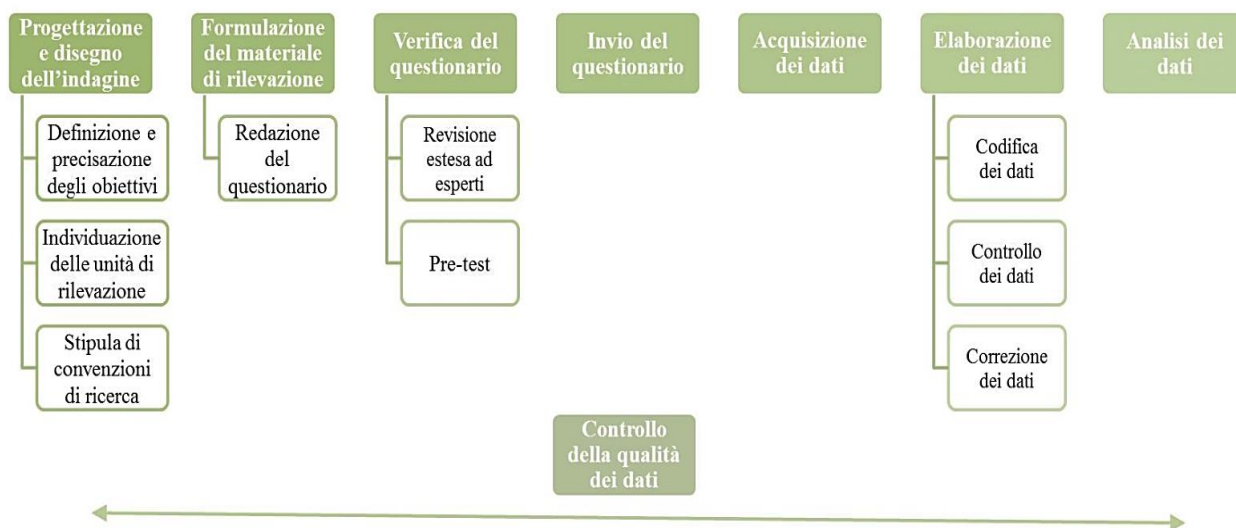 Progettazione
e disegno
dell'indagine
Definizione e
precisazione
degli obiettivi
Individuazione
delle unità di
rilevazione
Stipula di
convenzioni
di ricerca
Formulazione
del materiale
di rilevazione
Redazione
del
questionario
Verifica del
questionario
Revisione
estesa ad
esperti
Pre-test
Invio del
questionario
Acquisizione
dei dati
Elaborazione
dei dati
Codifica
dei dati
Controllo
dei dati
Correzione
dei dati
Analisi dei
dati
Controllo
della qualità
dei dati